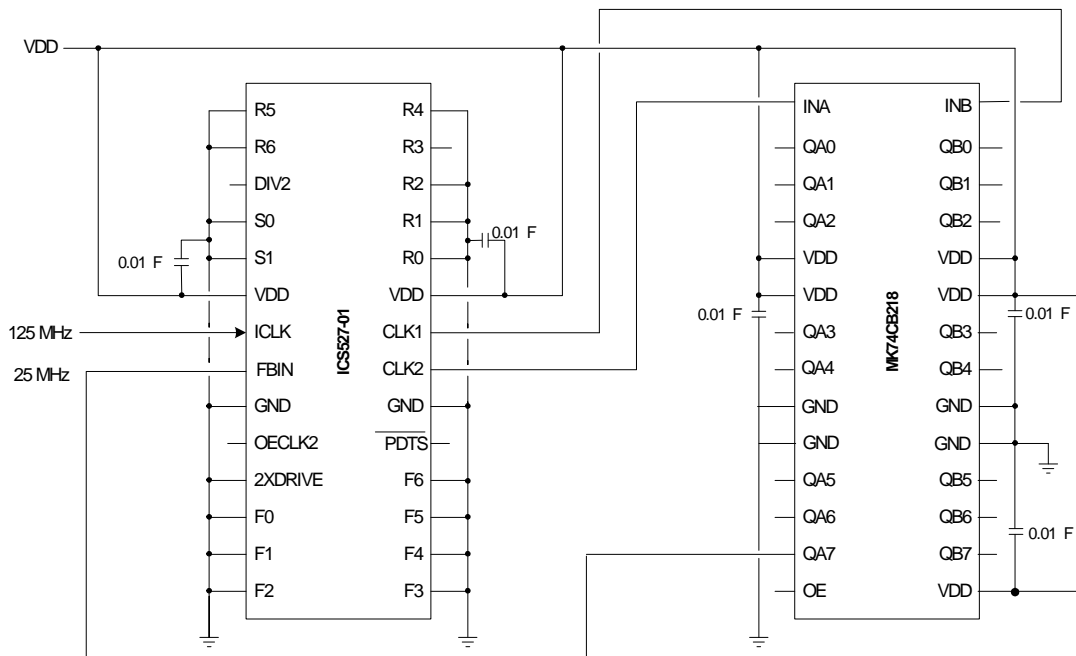 VDD
R5
R6
DIV2
S0
S1
VDD
ICLK
FBIN
GND
OECLK2
2XDRIVE
F0
F1
F2
R4
R3
R2
R1
R0
VDD
CLK1
CLK2
GND
PDTS
F6
F5
F4
F3
ICS527-01
0.01 F
0.01 F
125 MHz
25 MHz
INA
QA0
QA1
QA2
VDD
VDD
QA3
QA4
GND
GND
QA5
QA6
QA7
OE
INB
QB0
QB1
QB2
VDD
VDD
QB3
QB4
GND
GND
QB5
QB6
QB7
VDD
MK74CB218
0.01 F
0.01 F
0.01 F